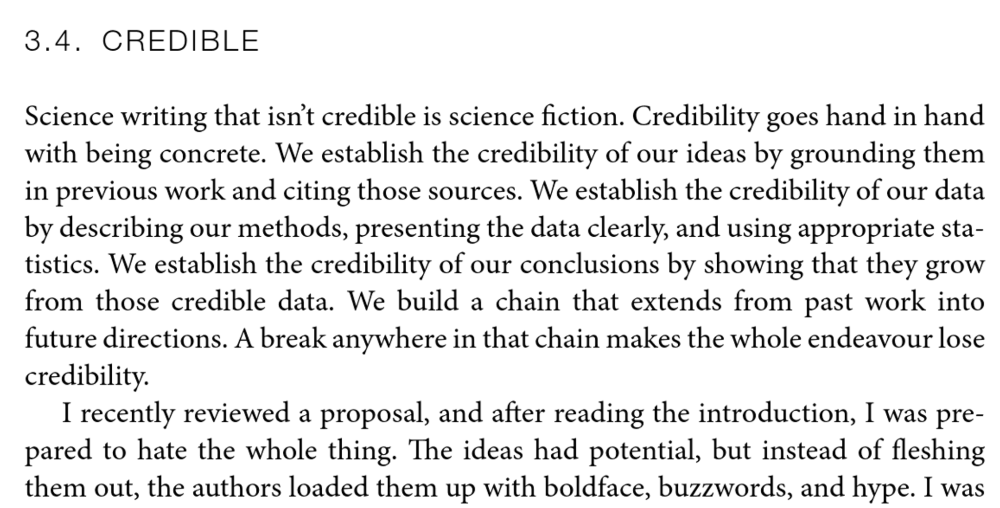 3.4. CREDIBLE
Science writing that isn’t credible is science fiction. Credibility goes hand in hand
with being concrete. We establish the credibility of our ideas by grounding them
in previous work and citing those sources. We establish the credibility of our data
by describing our methods, presenting the data clearly, and using appropriate sta-
tistics. We establish the credibility of our conclusions by showing that they grow
from those credible data. We build a chain that extends from past work into
future directions. A break anywhere in that chain makes the whole endeavour lose
credibility.
I recently reviewed a proposal, and after reading the introduction, I was pre-
pared to hate the whole thing. The ideas had potential, but instead of fleshing
them out, the authors loaded them up with boldface, buzzwords, and hype. I was